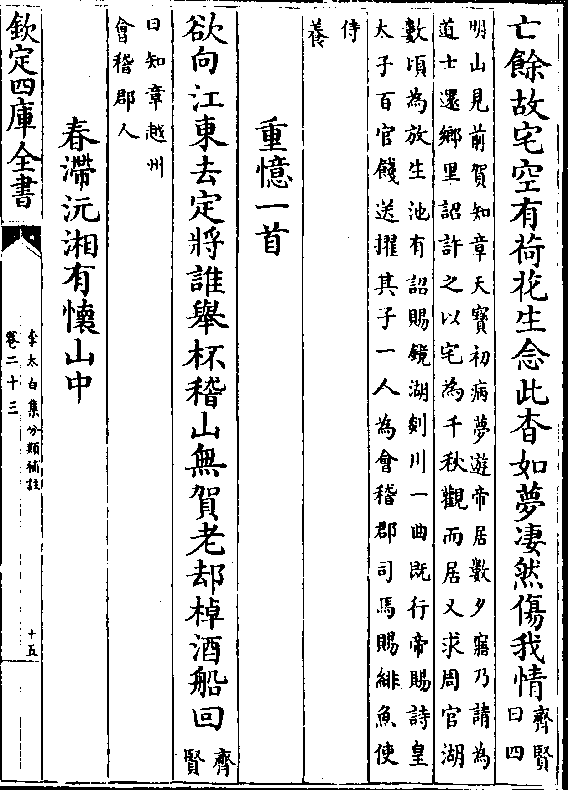 亡餘故宅空有荷花生念此杳如夢凄然傷我情齊賢曰四
明山見前賀知章天寶初病夢遊帝居數夕寤乃請為
道士還鄉里詔許之以宅為千秋觀而居又求周官湖
數頃為放生池有詔賜鏡湖剡川一曲既行帝賜詩皇
太子百官餞送擢其子一人為會稽郡司馬賜緋魚使
侍
養
重憶一首
欲向江東去定將誰舉杯稽山無賀老却棹酒船回齊賢
曰知章越州
會稽郡人
春滯沅湘有懷山中
欽定四庫全書
李太白集分類補註
卷二十三
十五